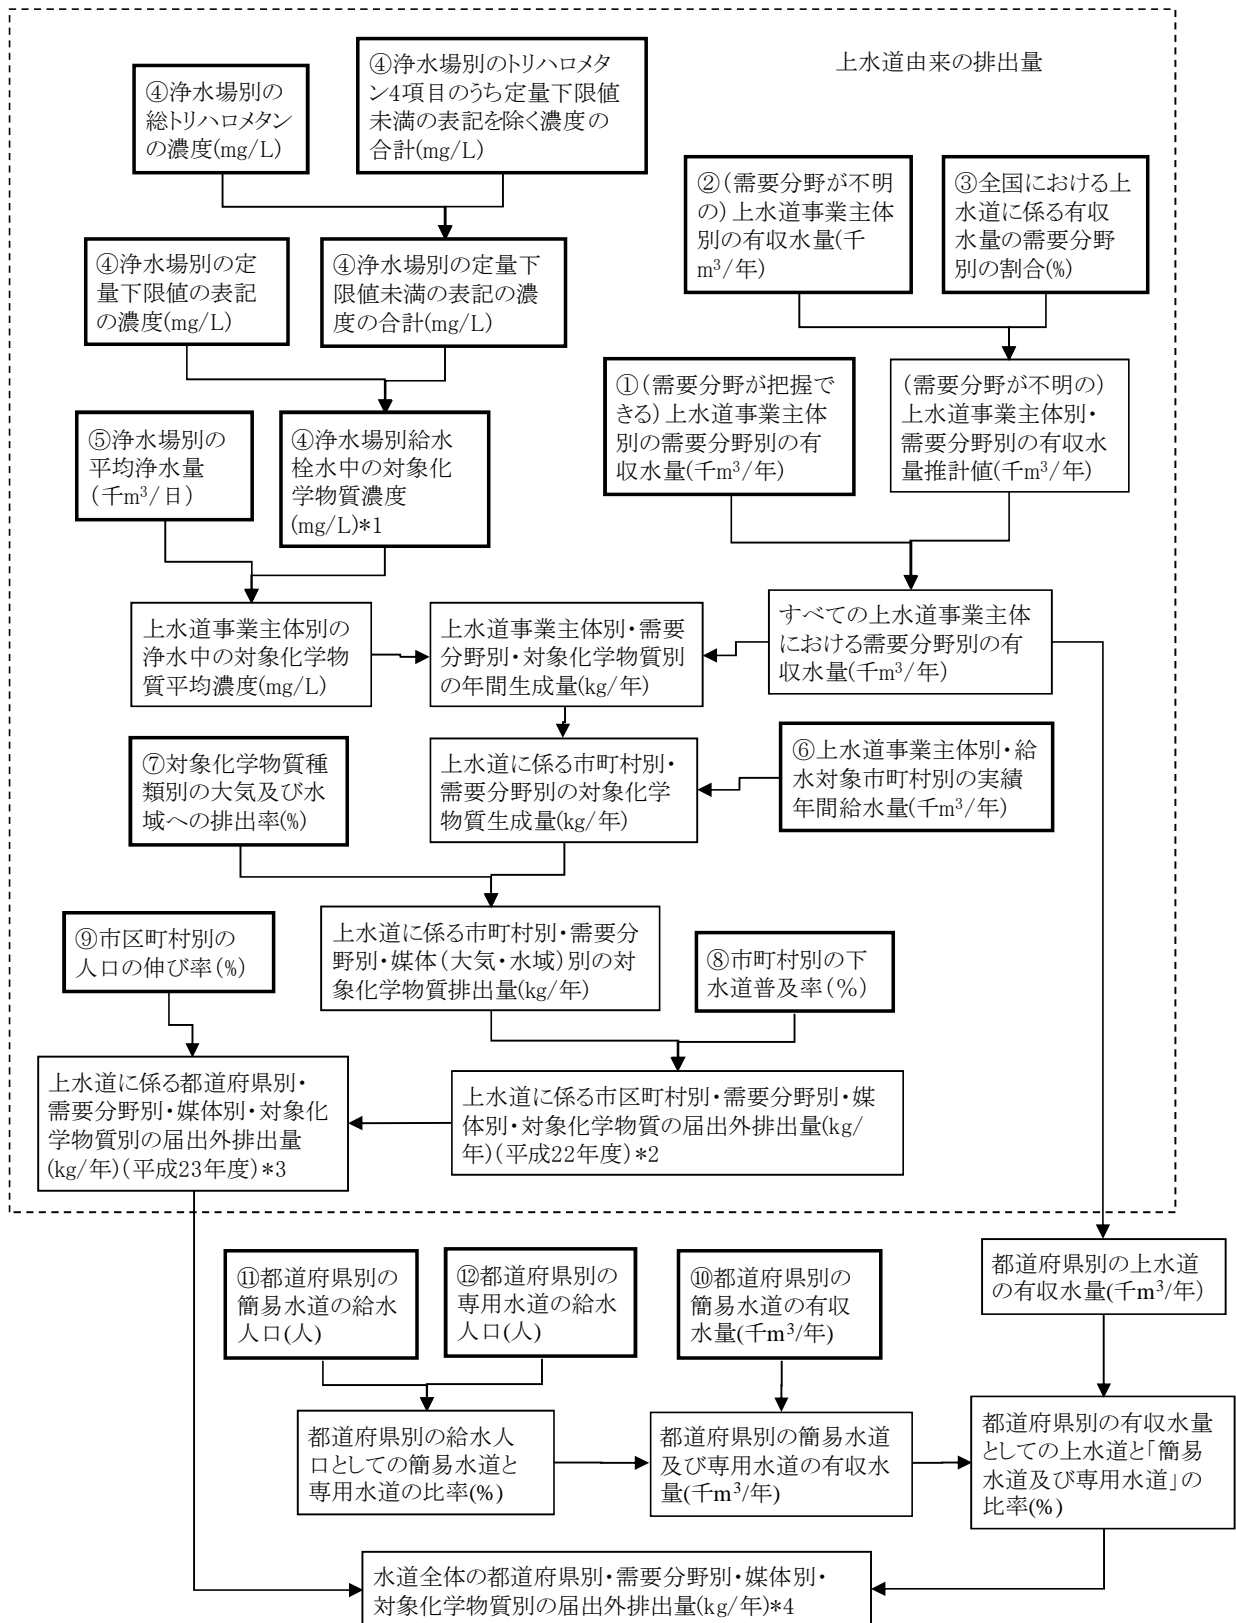 上水道由来の排出量
④浄水場別の
総トリハロメタン
の濃度(mg/L)
④浄水場別のトリハロメタ
ン4項目のうち定量下限値
未満の表記を除く濃度の
合計(mg/L)
②(需要分野が不明
の)上水道事業主体
別の有収水量(千
m³/年)
③全国における上
水道に係る有収
水量の需要分野
別の割合(%)
④浄水場別の定
量下限値の表記
の濃度(mg/L)
④浄水場別の定量下
限値未満の表記の濃
度の合計(mg/L)
①(需要分野が把握で
きる)上水道事業主体
別の需要分野別の有
収水量(千m³/年)
(需要分野が不明の)
上水道事業主体別・
需要分野別の有収水
量推計値(千m³/年)
⑤浄水場別の
平均浄水量
(千m³/日)
④浄水場別給水
栓水中の対象化
学物質濃度
(mg/L)*1
上水道事業主体別の
浄水中の対象化学物
質平均濃度(mg/L)
上水道事業主体別・需要
分野別・対象化学物質別
の年間生成量(kg/年)
すべての上水道事業主体
における需要分野別の有
収水量(千m³/年)
⑦対象化学物質種
類別の大気及び水
域への排出率(%)
上水道に係る市町村別・
需要分野別の対象化学
物質生成量(kg/年)
⑥上水道事業主体別・給
水対象市町村別の実績
年間給水量(千m³/年)
⑨市区町村別の
人口の伸び率(%)
上水道に係る市町村別・需要分
野別・媒体(大気・水域)別の対
象化学物質排出量(kg/年)
⑧市町村別の下
水道普及率(%)
上水道に係る都道府県別・
需要分野別・媒体別・対象化
学物質別の届出外排出量
(kg/年)(平成23年度)*3
上水道に係る市区町村別・需要分野別・媒
体別・対象化学物質の届出外排出量(kg/
年)(平成22年度)*2
⑪都道府県別の
簡易水道の給水
人口(人)
⑫都道府県別の
専用水道の給水
人口(人)
⑩都道府県別の
簡易水道の有収
水量(千m³/年)
都道府県別の上水道
の有収水量(千m³/年)
都道府県別の給水人
口としての簡易水道と
専用水道の比率(%)
都道府県別の簡易水道
及び専用水道の有収水
量(千m³/年)
都道府県別の有収水量
としての上水道と「簡易
水道及び専用水道」の
比率(%)
水道全体の都道府県別・需要分野別・媒体別・
対象化学物質別の届出外排出量(kg/年)*4